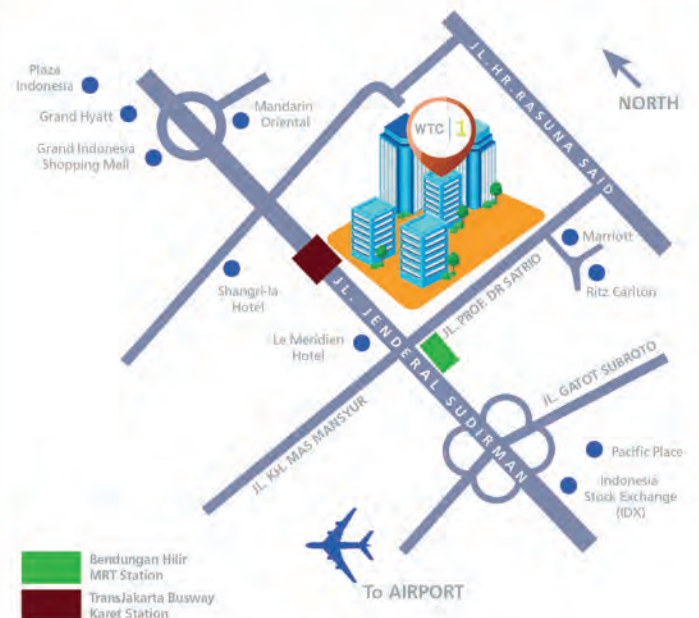 Plaza
Indonesia
Grand Hyatt
Grand Indonesia
Shopping Mell
Mandarin
Oriental
JL.HR.RASUNA SAID
NORTH
WTC 1
Shangri-la
Hotel
JL. JENDERAL SUDIRMAN
Le Meridien
Hotel
JL. PROF. DR SATRIO
Marriott
Ritz Carlton
JL. KH. MAS MANSYUR
JL. GATOT SUBROTO
Pacific Place
Indonesia
Stock Exchange
(IDX)
To AIRPORT
Bendungan Hilir
MRT Station
TransJakarta Busway
Karet Station